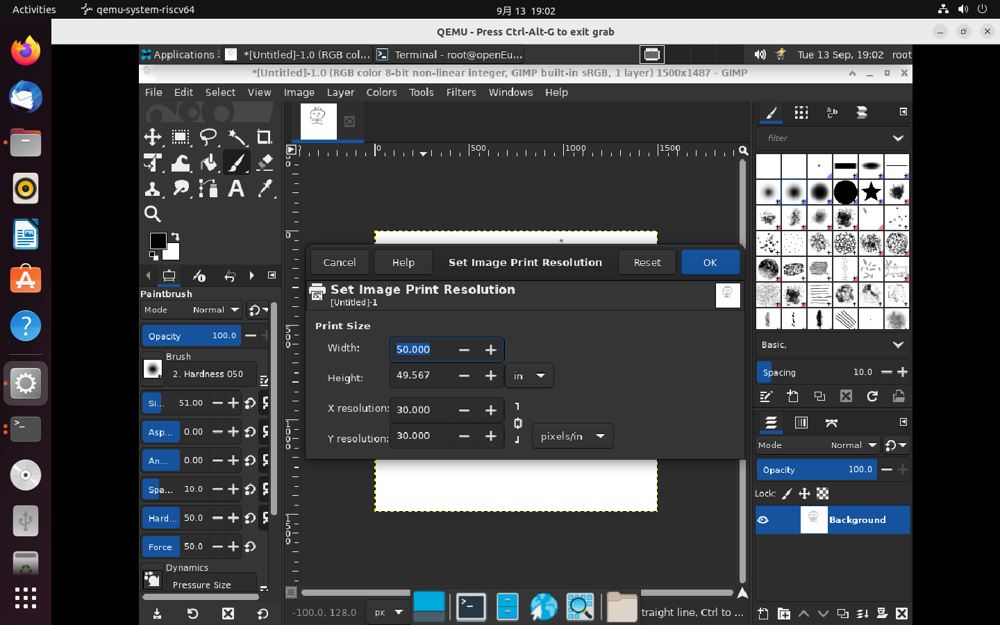 Activities
qemu-system-riscv64
9月 13 19:02
QEMU - Press Ctrl-Alt-G to exit grab
Applications
*[Untitled]-1.0 (RGB col...
Terminal - root@openEu...
Tue 13 Sep, 19:02
root
*[Untitled]-1.0 (RGB color 8-bit non-linear integer, GIMP built-in sRGB, 1 layer) 1500x1487 – GIMP
File Edit Select View Image Layer Colors Tools Filters Windows Help
filter
0 500 1000 1500
0
500
1000
1500
Cancel
Help
Set Image Print Resolution
Reset
OK
Set Image Print Resolution
[Untitled]-1
Print Size
Width: 50.000
Height: 49.567 in
X resolution: 30.000
Y resolution: 30.000 pixels/in
Paintbrush
Mode Normal
Opacity 100.0
Brush
2. Hardness 050
Si... 51.00
Asp... 0.00
An... 0.00
Spa... 10.0
Hard... 50.0
Force 50.0
Dynamics
Pressure Size
Basic,
Spacing 10.0
Mode Normal
Opacity 100.0
Lock:
Background
-100.0, 128.0
px
traight line, Ctrl to ...